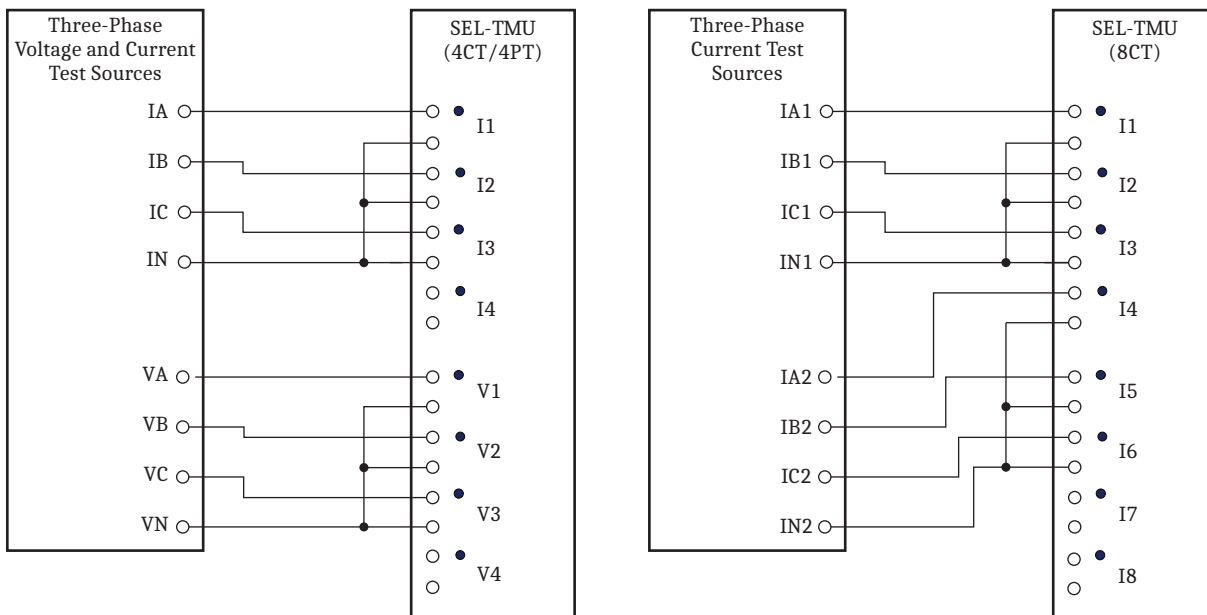 Three-Phase
Voltage and Current
Test Sources
IA
IB
IC
IN
VA
VB
VC
VN
SEL-TMU
(4CT/4PT)
I1
I2
I3
I4
V1
V2
V3
V4
Three-Phase
Current Test
Sources
IA1
IB1
IC1
IN1
IA2
IB2
IC2
IN2
SEL-TMU
(8CT)
I1
I2
I3
I4
I5
I6
I7
I8